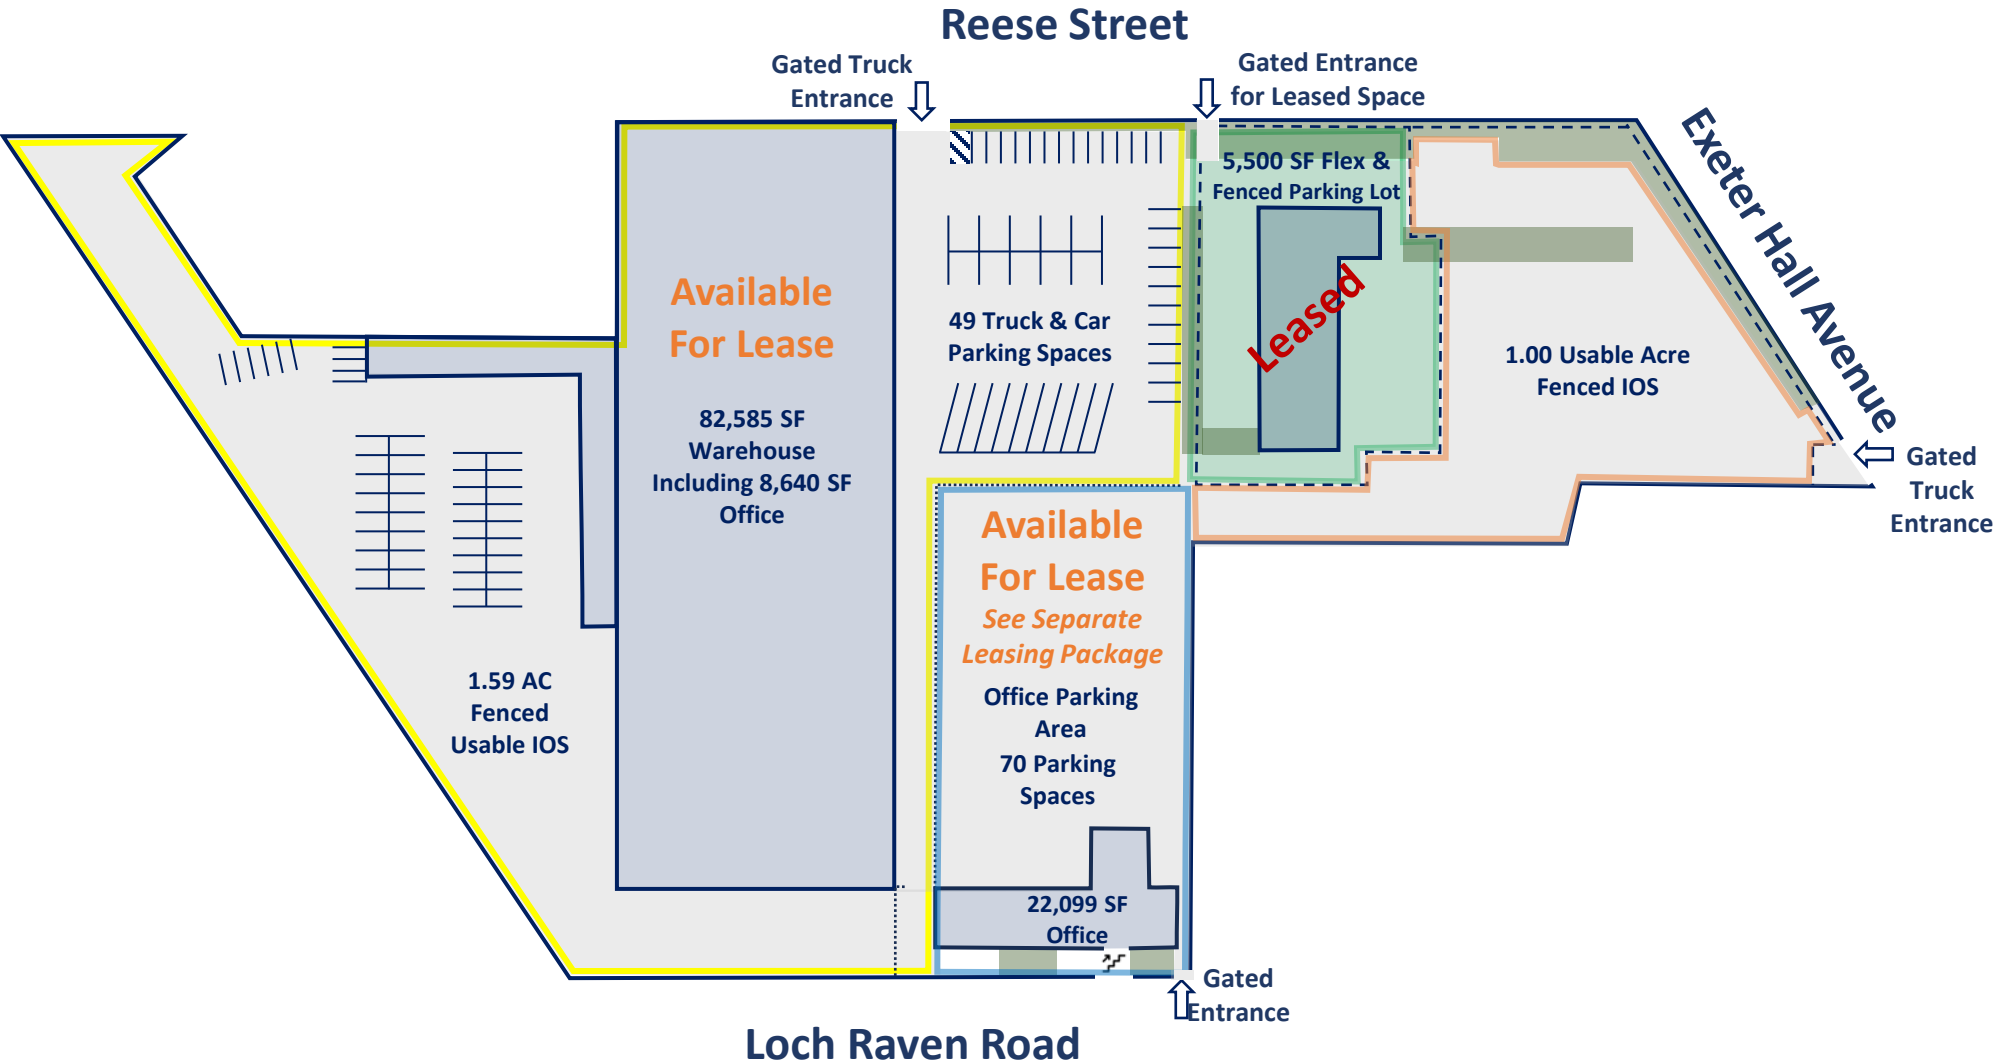 Reese Street
Gated Truck
Entrance
Gated Entrance
for Leased Space
Exeter Hall Avenue
5,500 SF Flex &
Fenced Parking Lot
Leased
Available
For Lease
82,585 SF
Warehouse
Including 8,640 SF
Office
49 Truck & Car
Parking Spaces
1.00 Usable Acre
Fenced IOS
Gated
Truck
Entrance
Available
For Lease
See Separate
Leasing Package
Office Parking
Area
70 Parking
Spaces
1.59 AC
Fenced
Usable IOS
22,099 SF
Office
Gated
Entrance
Loch Raven Road